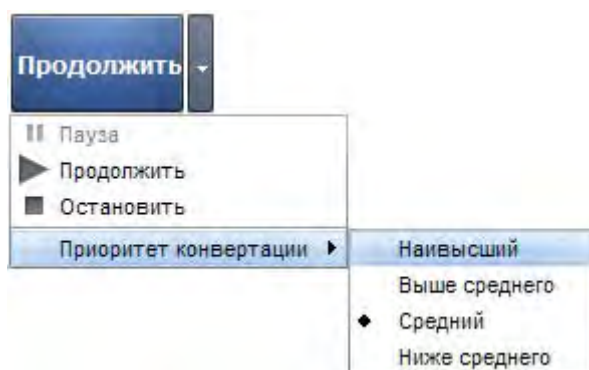 Продолжить
Пауза
Продолжить
Остановить
Приоритет конвертации
Наивысший
Выше среднего
Средний
Ниже среднего